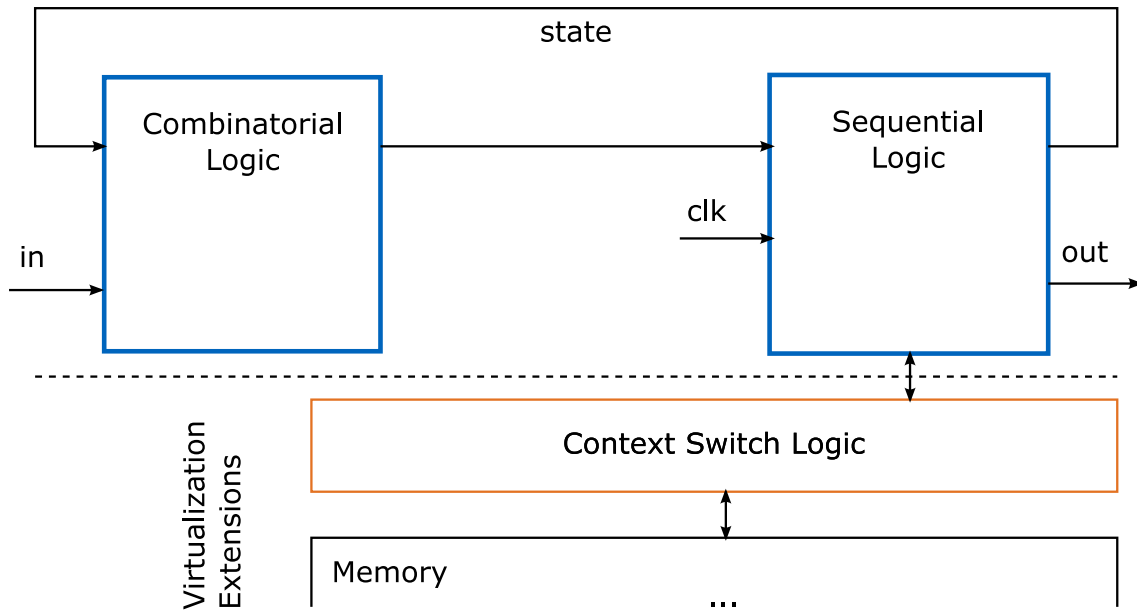 state
Combinatorial
Logic
Sequential
Logic
clk
in
out
Virtualization
Extensions
Context Switch Logic
Memory
...